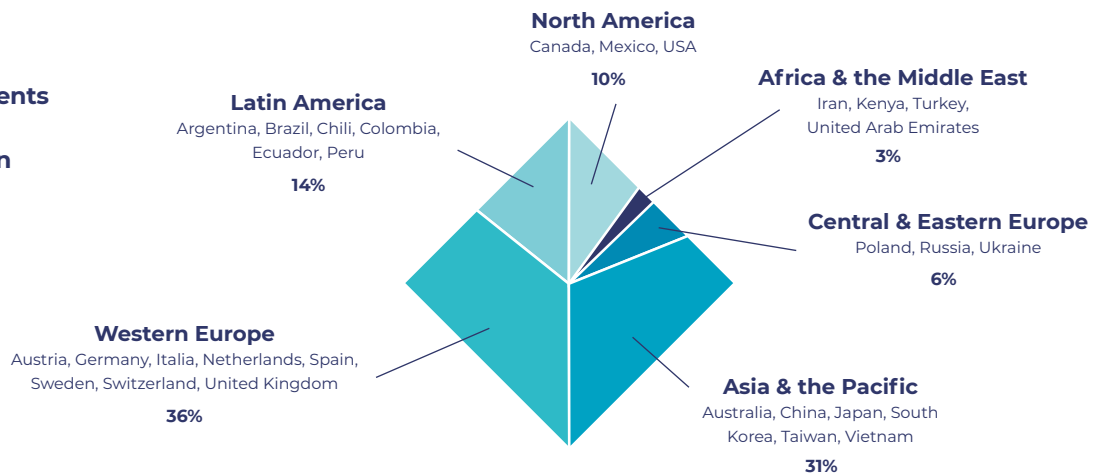 North America
Canada, Mexico, USA
10%
Africa & the Middle East
Iran, Kenya, Turkey,
United Arab Emirates
3%
ents
n
Latin America
Argentina, Brazil, Chili, Colombia,
Ecuador, Peru
14%
Central & Eastern Europe
Poland, Russia, Ukraine
6%
Western Europe
Austria, Germany, Italia, Netherlands, Spain,
Sweden, Switzerland, United Kingdom
36%
Asia & the Pacific
Australia, China, Japan, South
Korea, Taiwan, Vietnam
31%